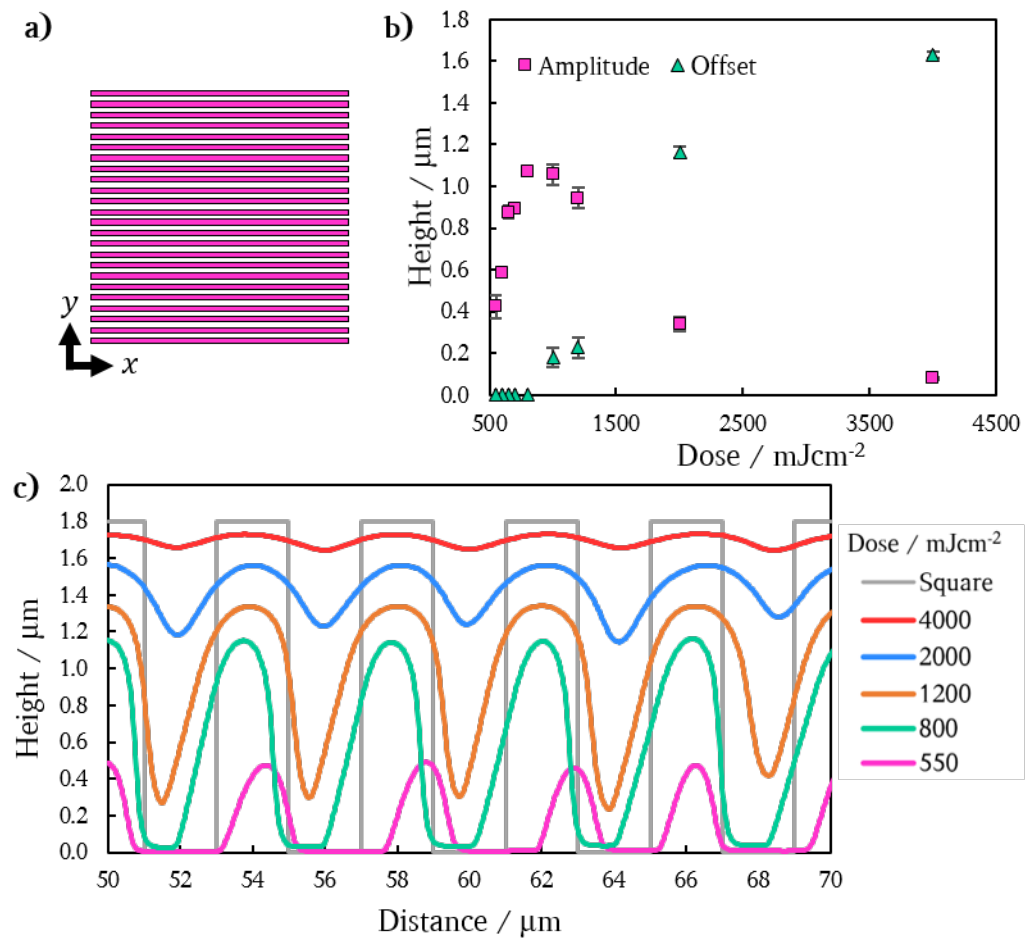 a)
y
x
b)
Height / μm
1.8
1.6
1.4
1.2
1.0
0.8
0.6
0.4
0.2
0.0
Amplitude Offset
500 1500 2500 3500 4500
Dose / mJcm-2
c)
Height / μm
2.0
1.8
1.6
1.4
1.2
1.0
0.8
0.6
0.4
0.2
0.0
50 52 54 56 58 60 62 64 66 68 70
Distance / μm
Dose / mJcm-2
Square
4000
2000
1200
800
550